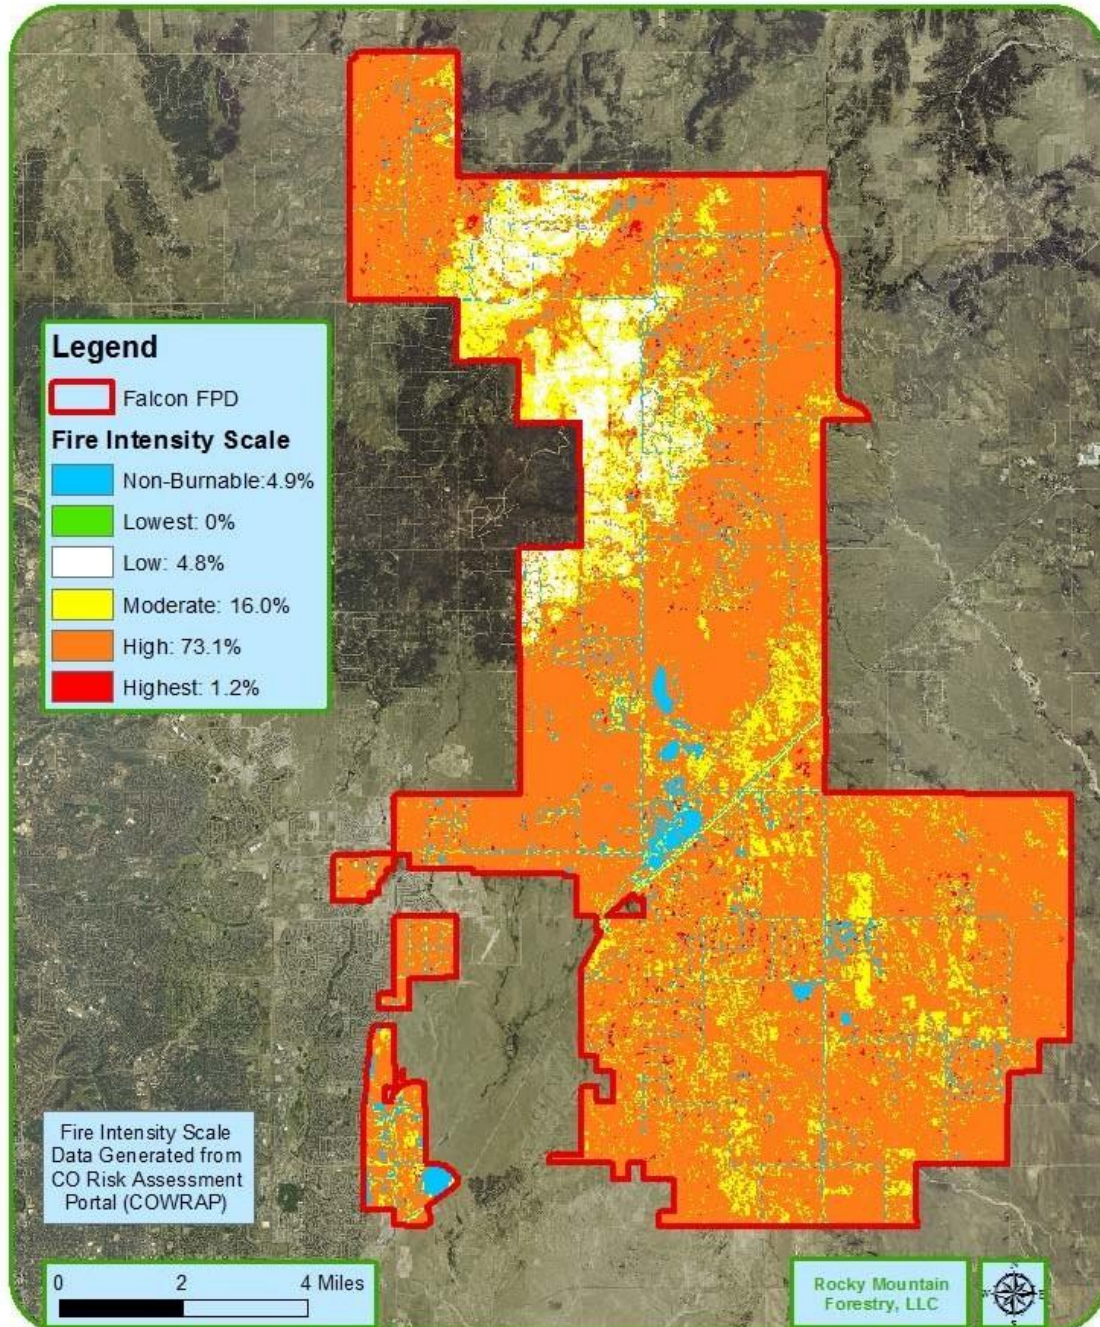 Legend
Falcon FPD
Fire Intensity Scale
Non-Burnable:4.9%
Lowest: 0%
Low: 4.8%
Moderate: 16.0%
High: 73.1%
Highest: 1.2%
Fire Intensity Scale
Data Generated from
CO Risk Assessment
Portal (COWRAP)
0 2 4 Miles
Rocky Mountain
Forestry, LLC
N
W E
S